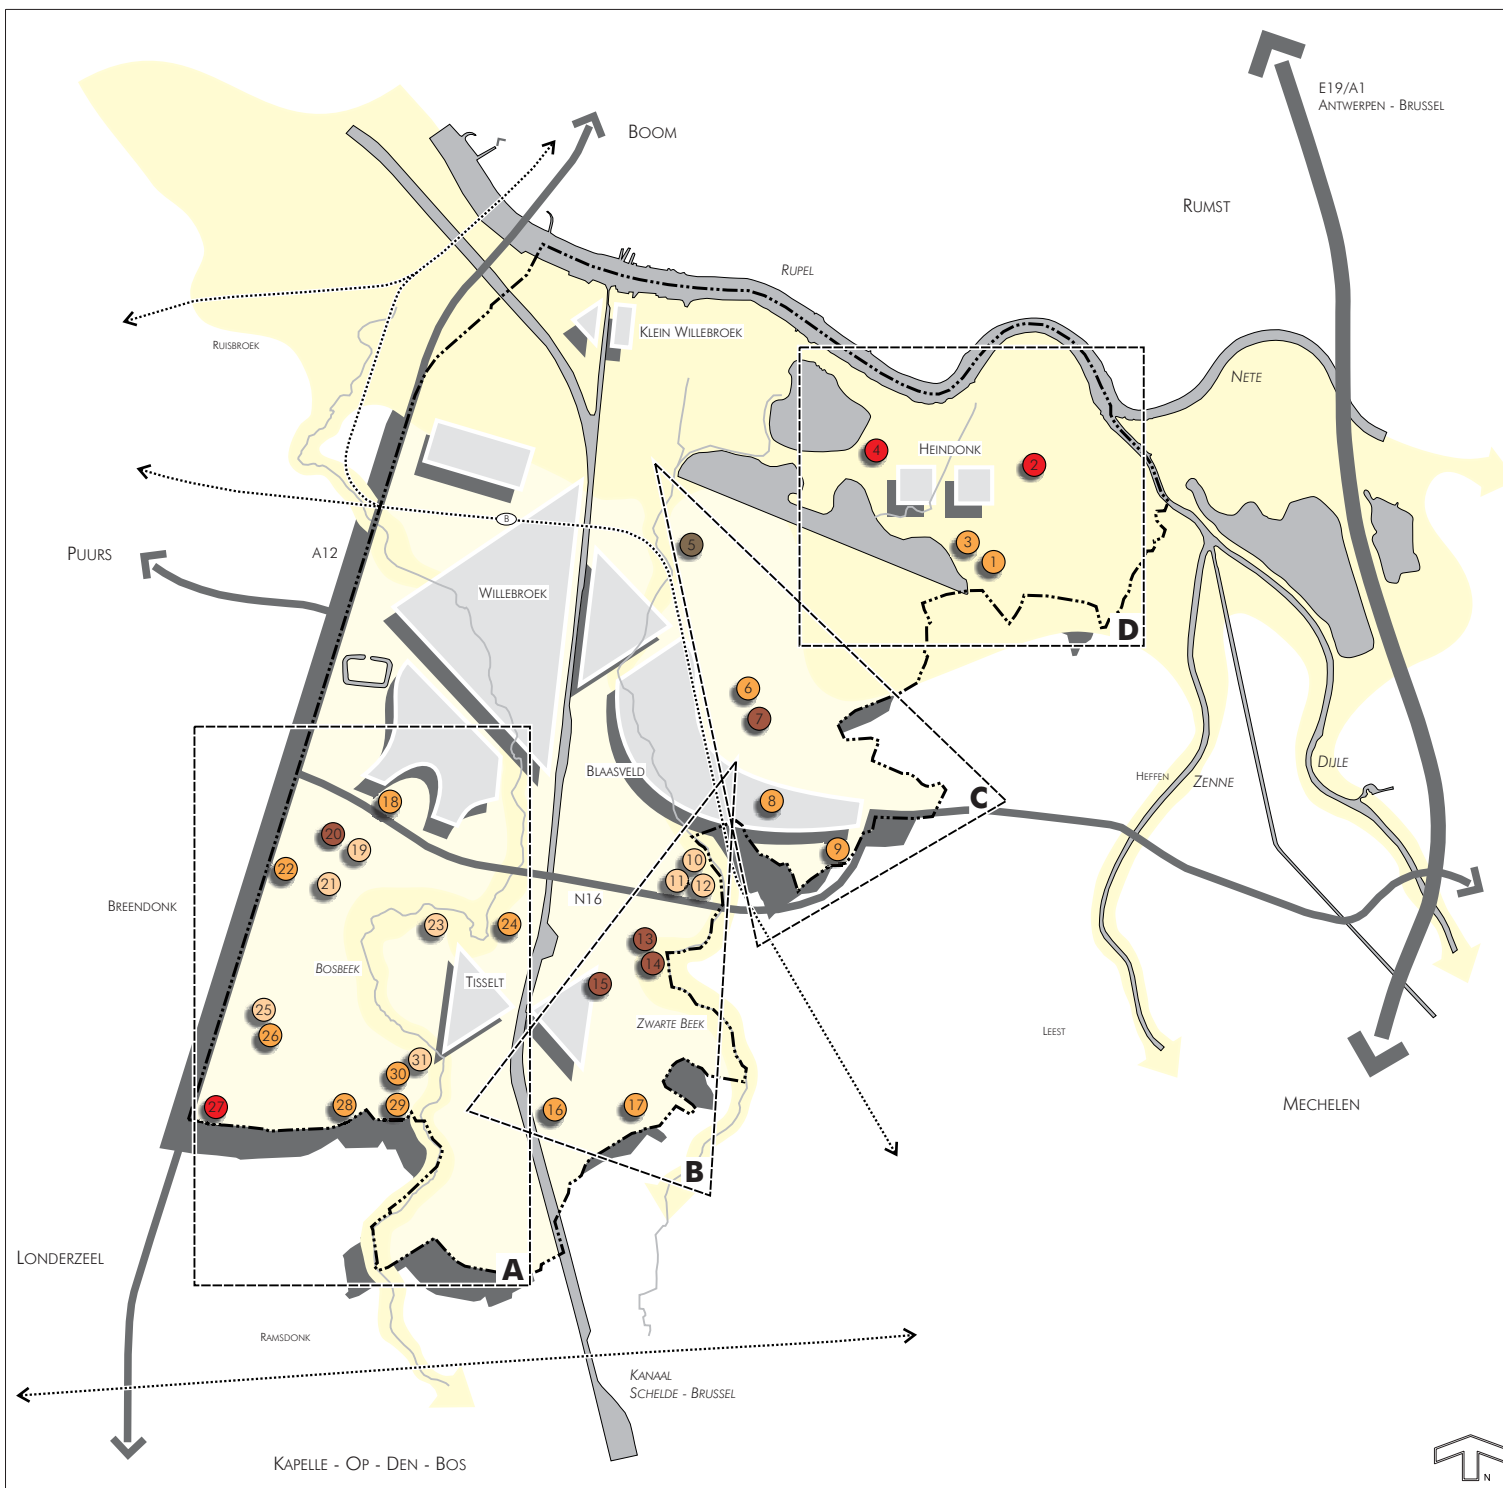 E19/A1
ANTWERPEN - BRUSSEL
BOOM
RUMST
RUPEL
RUISBROEK
KLEIN WILLEBROEK
NETE
4
HEINDONK
2
B
PUURS
A12
5
3
1
WILLEBROEK
D
6
7
BLAASVELD
HEFFEN
ZENNE
DIJLE
18
8
C
20
19
9
22
21
10
11
12
BREENDONK
N16
23
24
13
14
BOSBEEK
TISSELT
15
25
26
ZWARTE BEEK
LEEST
31
30
27
28
29
16
17
MECHELEN
B
LONDERZEEL
A
RAMSDONK
KANAAL
SCHELDE - BRUSSEL
KAPELLE - OP - DEN - BOS
N